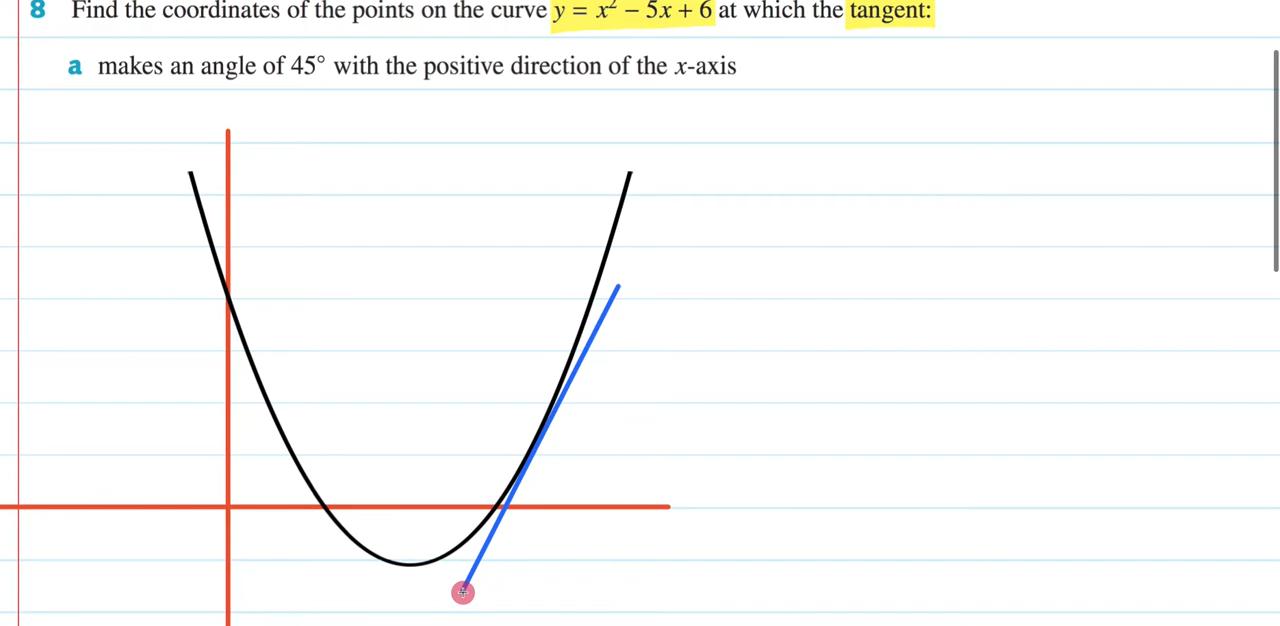 8 Find the coordinates of the points on the curve y = x² − 5x + 6 at which the tangent:
a makes an angle of 45° with the positive direction of the x-axis